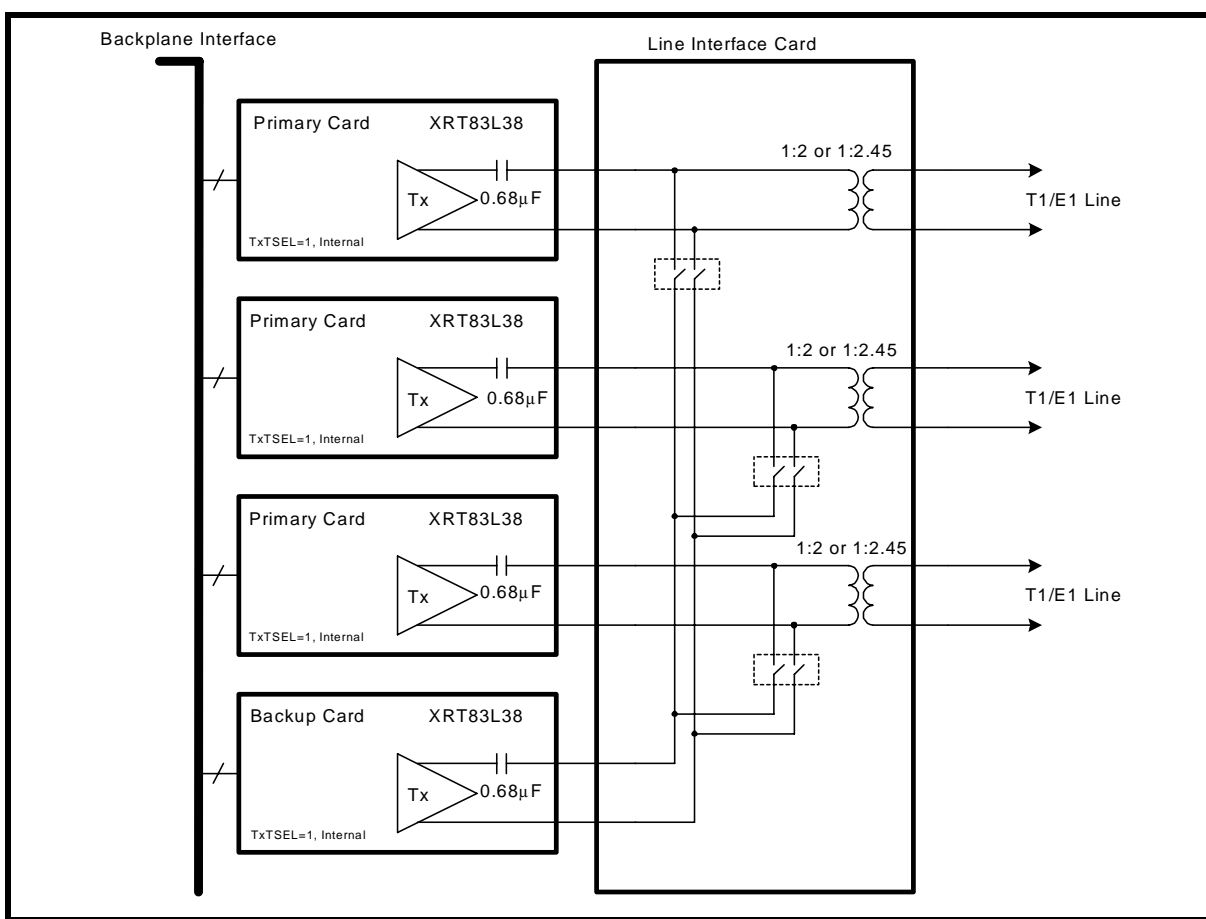 Backplane Interface
Line Interface Card
Primary Card XRT83L38
Tx
0.68μF
TxTSEL=1, Internal
1:2 or 1:2.45
T1/E1 Line
Primary Card XRT83L38
Tx
0.68μF
TxTSEL=1, Internal
1:2 or 1:2.45
T1/E1 Line
Primary Card XRT83L38
Tx
0.68μF
TxTSEL=1, Internal
1:2 or 1:2.45
T1/E1 Line
Backup Card XRT83L38
Tx
0.68μF
TxTSEL=1, Internal